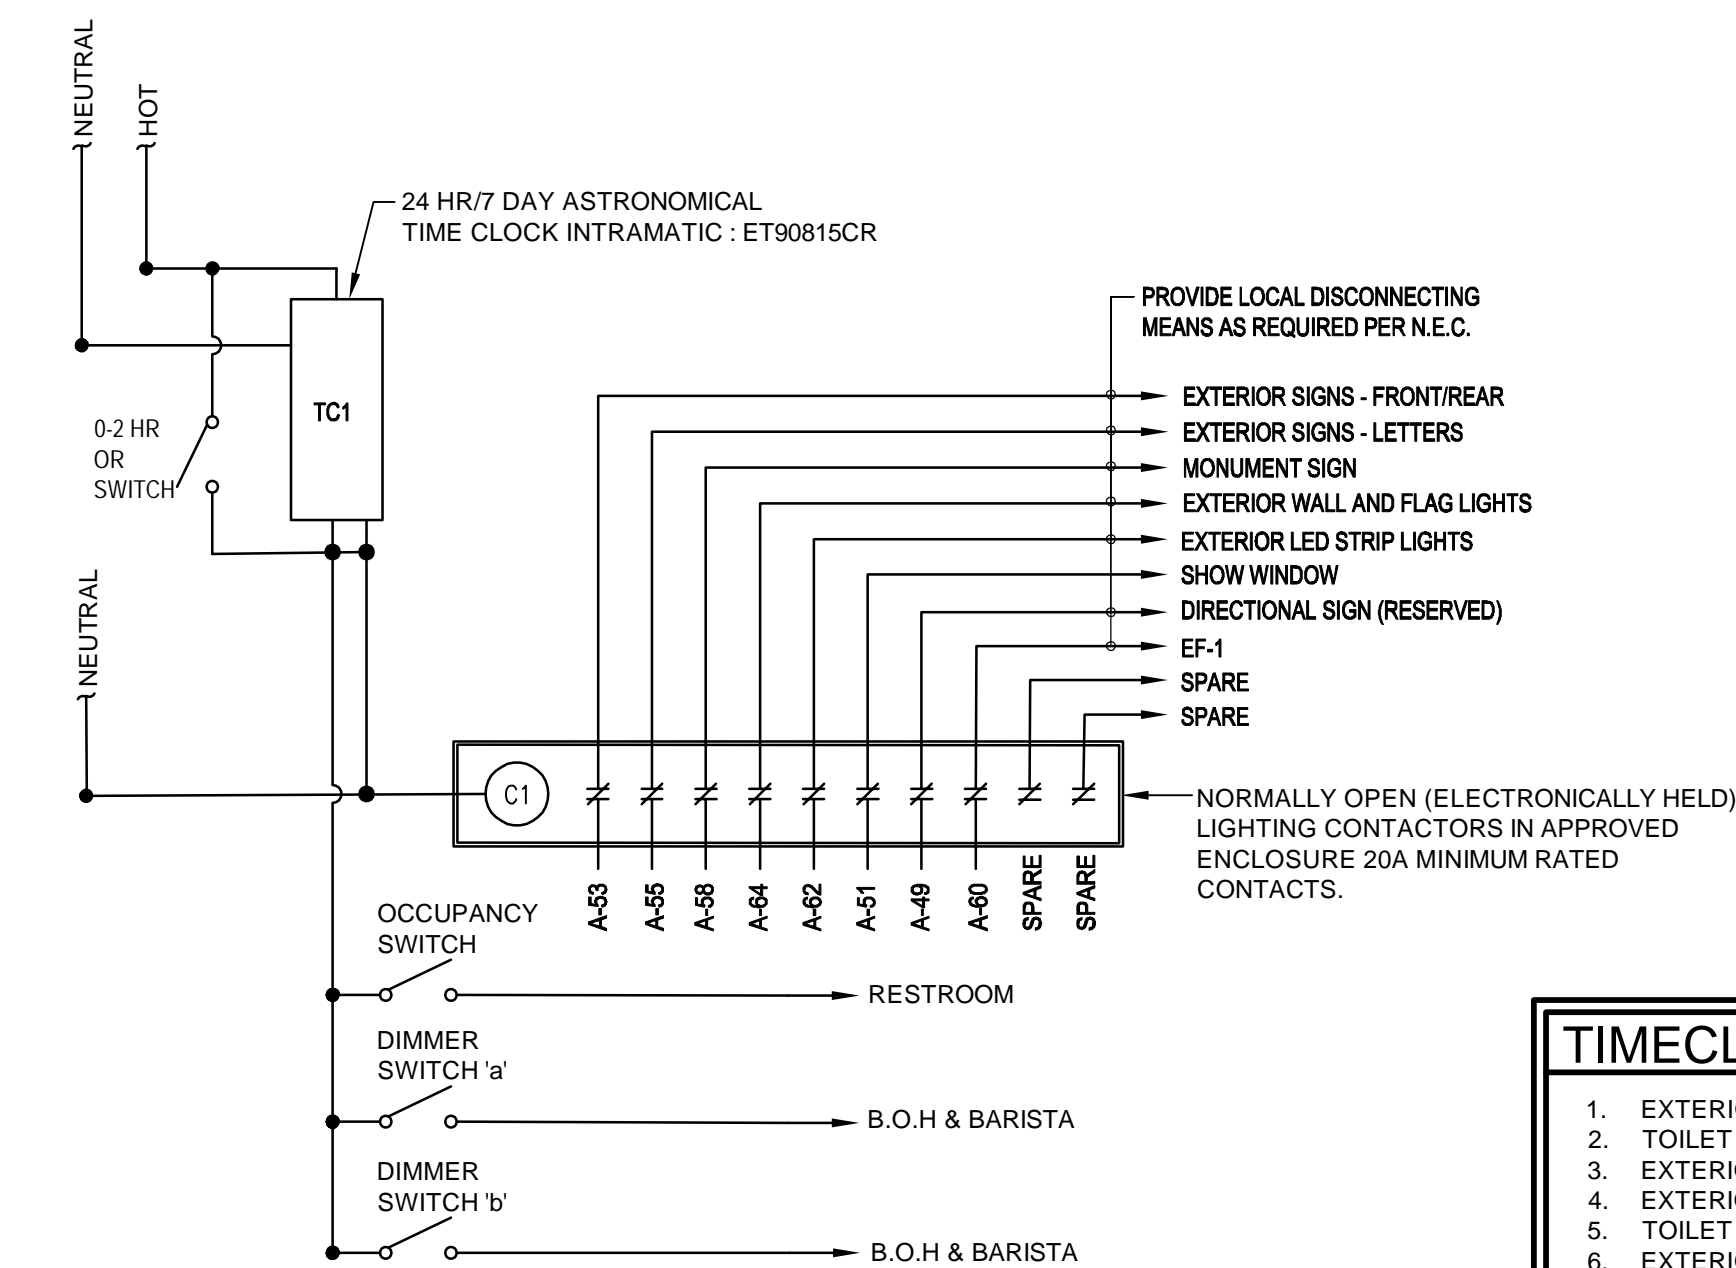 NEUTRAL
HOT
24 HR/7 DAY ASTRONOMICAL
TIME CLOCK INTRAMATIC : ET90815CR
PROVIDE LOCAL DISCONNECTING
MEANS AS REQUIRED PER N.E.C.
TC1
0-2 HR
OR
SWITCH
EXTERIOR SIGNS - FRONT/REAR
EXTERIOR SIGNS - LETTERS
MONUMENT SIGN
EXTERIOR WALL AND FLAG LIGHTS
EXTERIOR LED STRIP LIGHTS
SHOW WINDOW
DIRECTIONAL SIGN (RESERVED)
EF-1
SPARE
SPARE
NEUTRAL
C1
NORMALLY OPEN (ELECTRONICALLY HELD)
LIGHTING CONTACTORS IN APPROVED
ENCLOSURE 20A MINIMUM RATED
CONTACTS.
A-53
A-55
A-58
A-64
A-62
A-51
A-49
A-60
SPARE
SPARE
OCCUPANCY
SWITCH
RESTROOM
DIMMER
SWITCH 'a'
B.O.H & BARISTA
DIMMER
SWITCH 'b'
B.O.H & BARISTA
1.
2. TOILET
3.
4.
5. TOILET
6.